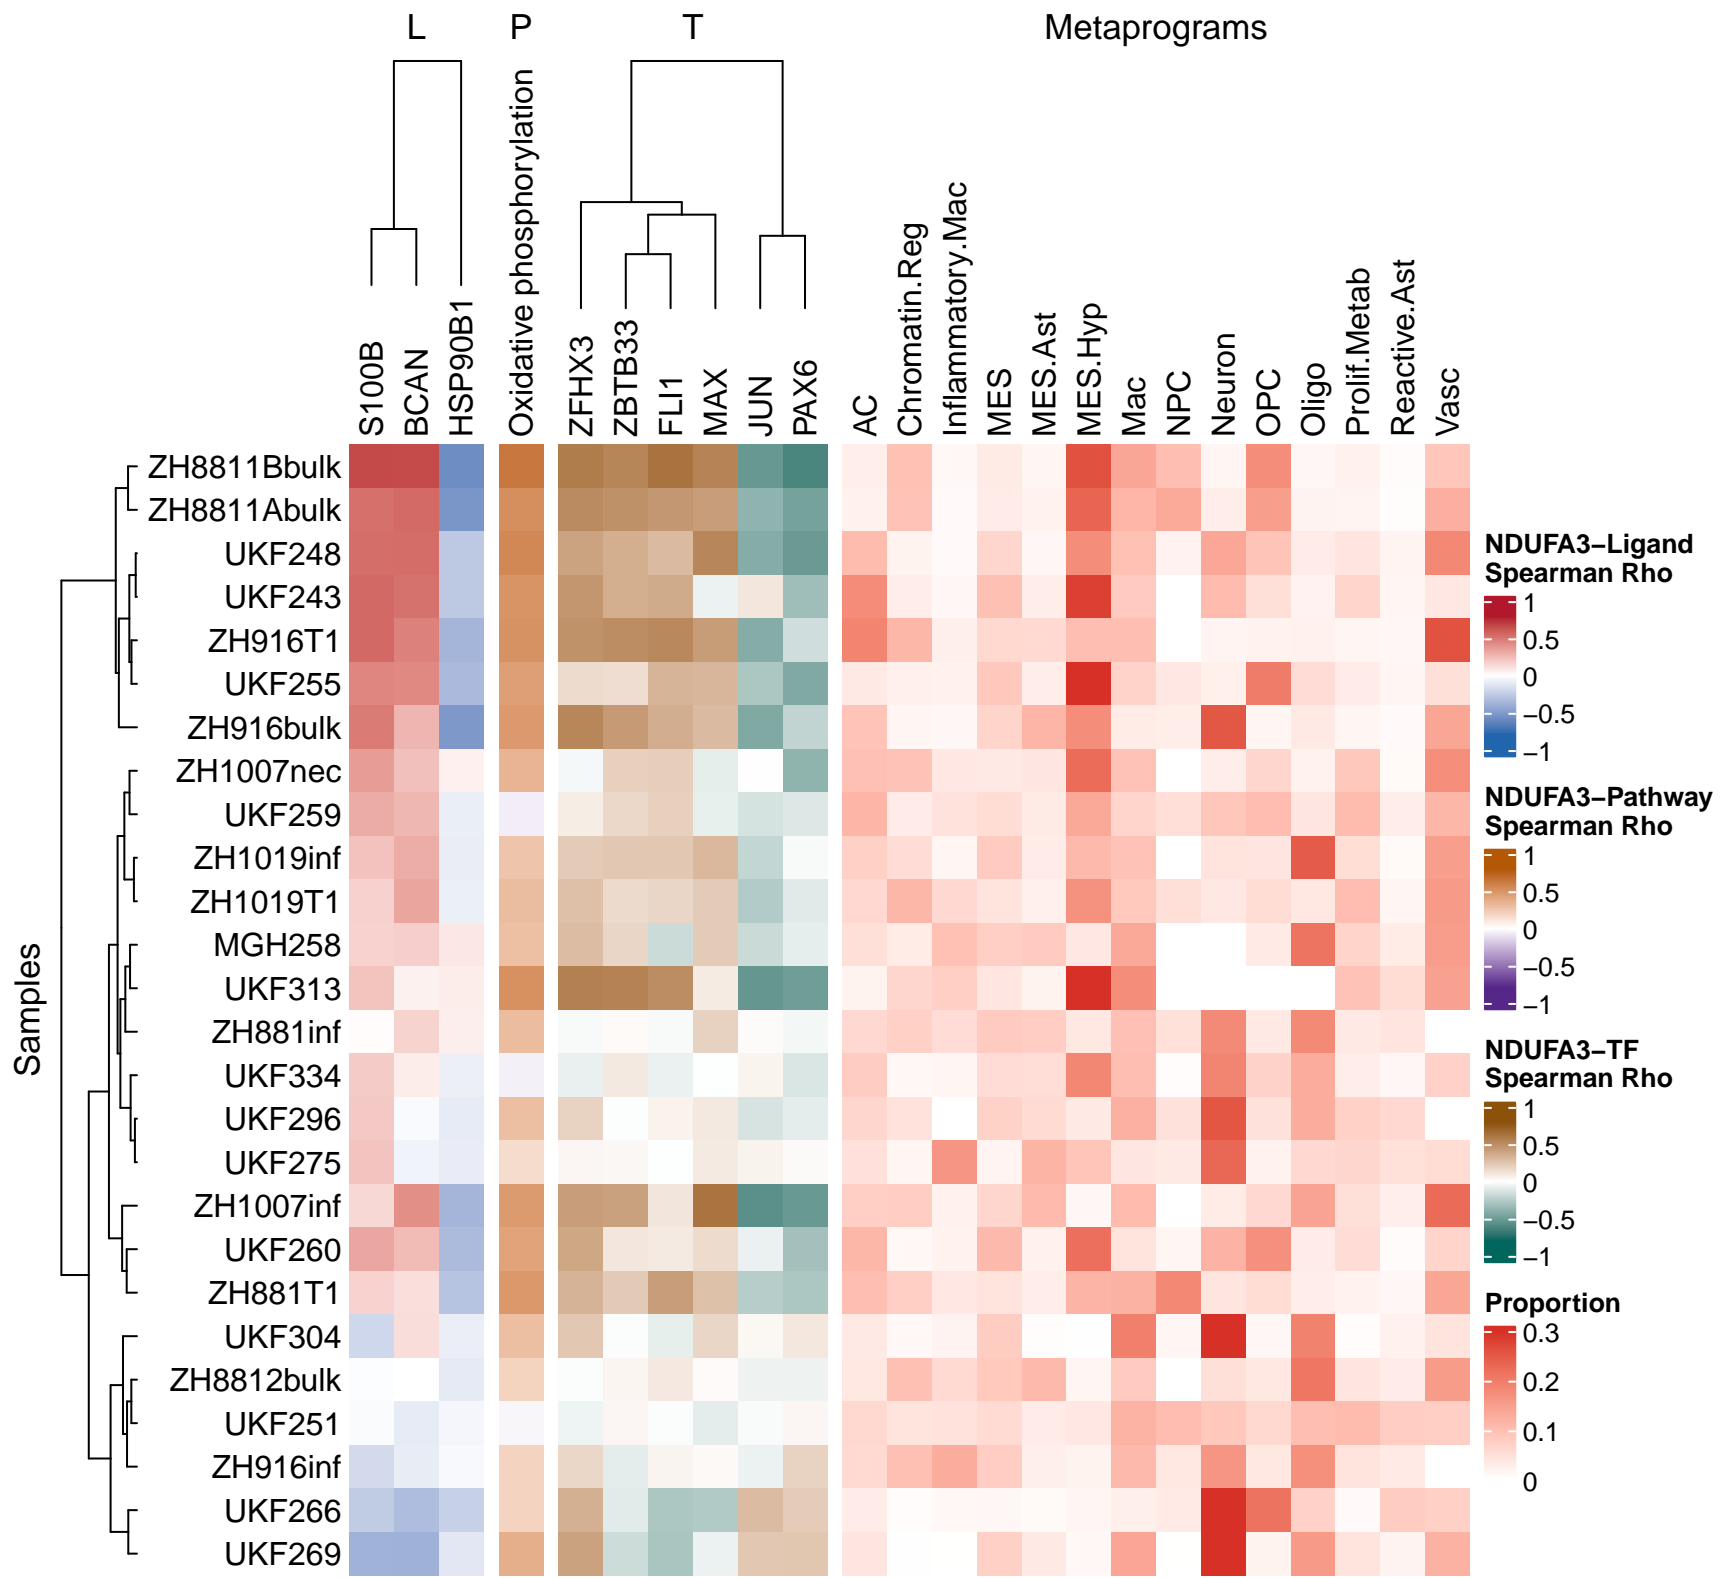 L
P
T
Metaprograms
S100B
BCAN
HSP90B1
Oxidative phosphorylation
ZFHX3
ZBTB33
FLI1
MAX
JUN
PAX6
AC
Chromatin.Reg
Inflammatory.Mac
MES
MES.Ast
MES.Hyp
Mac
NPC
Neuron
OPC
Oligo
Prolif.Metab
Reactive.Ast
Vasc
Samples
ZH8811Bbulk
ZH8811Abulk
UKF248
UKF243
ZH916T1
UKF255
ZH916bulk
ZH1007nec
UKF259
ZH1019inf
ZH1019T1
MGH258
UKF313
ZH881inf
UKF334
UKF296
UKF275
ZH1007inf
UKF260
ZH881T1
UKF304
ZH8812bulk
UKF251
ZH916inf
UKF266
UKF269
NDUFA3−Ligand
Spearman Rho
1
0.5
0
−0.5
−1
NDUFA3−Pathway
Spearman Rho
1
0.5
0
−0.5
−1
NDUFA3−TF
Spearman Rho
1
0.5
0
−0.5
−1
Proportion
0.3
0.2
0.1
0